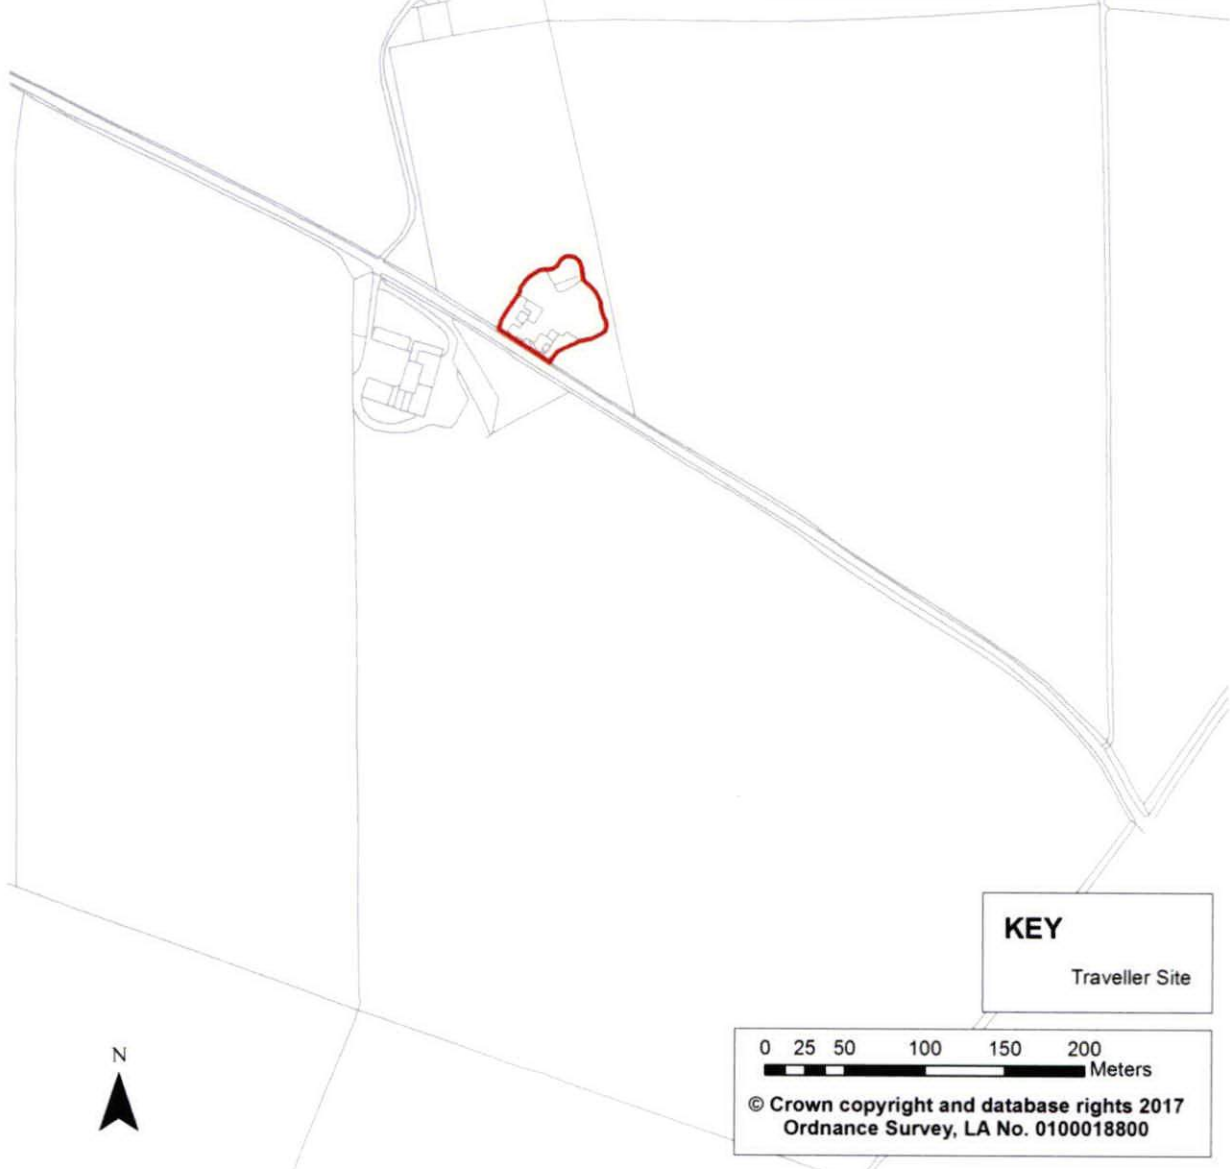 KEY
Traveller Site
N
0 25 50 100 150 200
Meters
© Crown copyright and database rights 2017
Ordnance Survey, LA No. 0100018800